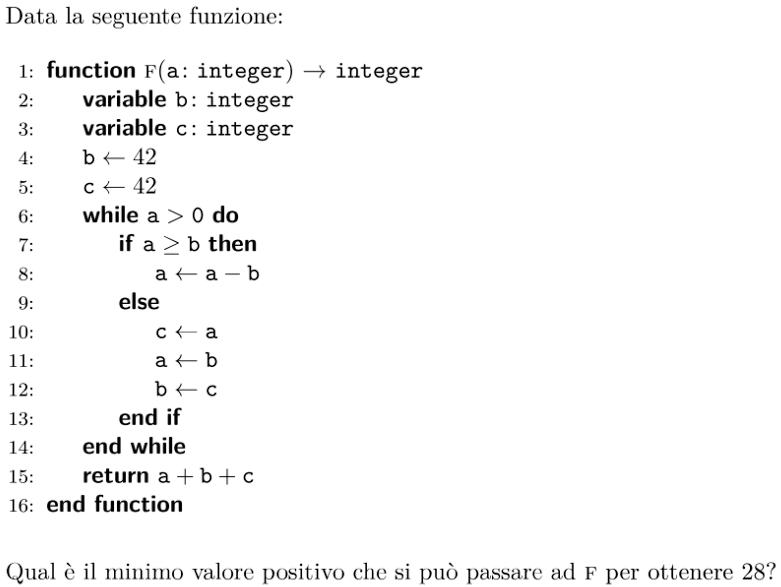 Data la seguente funzione:
1: function F(a: integer) → integer
2: variable b: integer
3: variable c: integer
4: b ← 42
5: c ← 42
6: while a > 0 do
7: if a ≥ b then
8: a ← a − b
9: else
10: c ← a
11: a ← b
12: b ← c
13: end if
14: end while
15: return a + b + c
16: end function
Qual è il minimo valore positivo che si può passare ad F per ottenere 28?